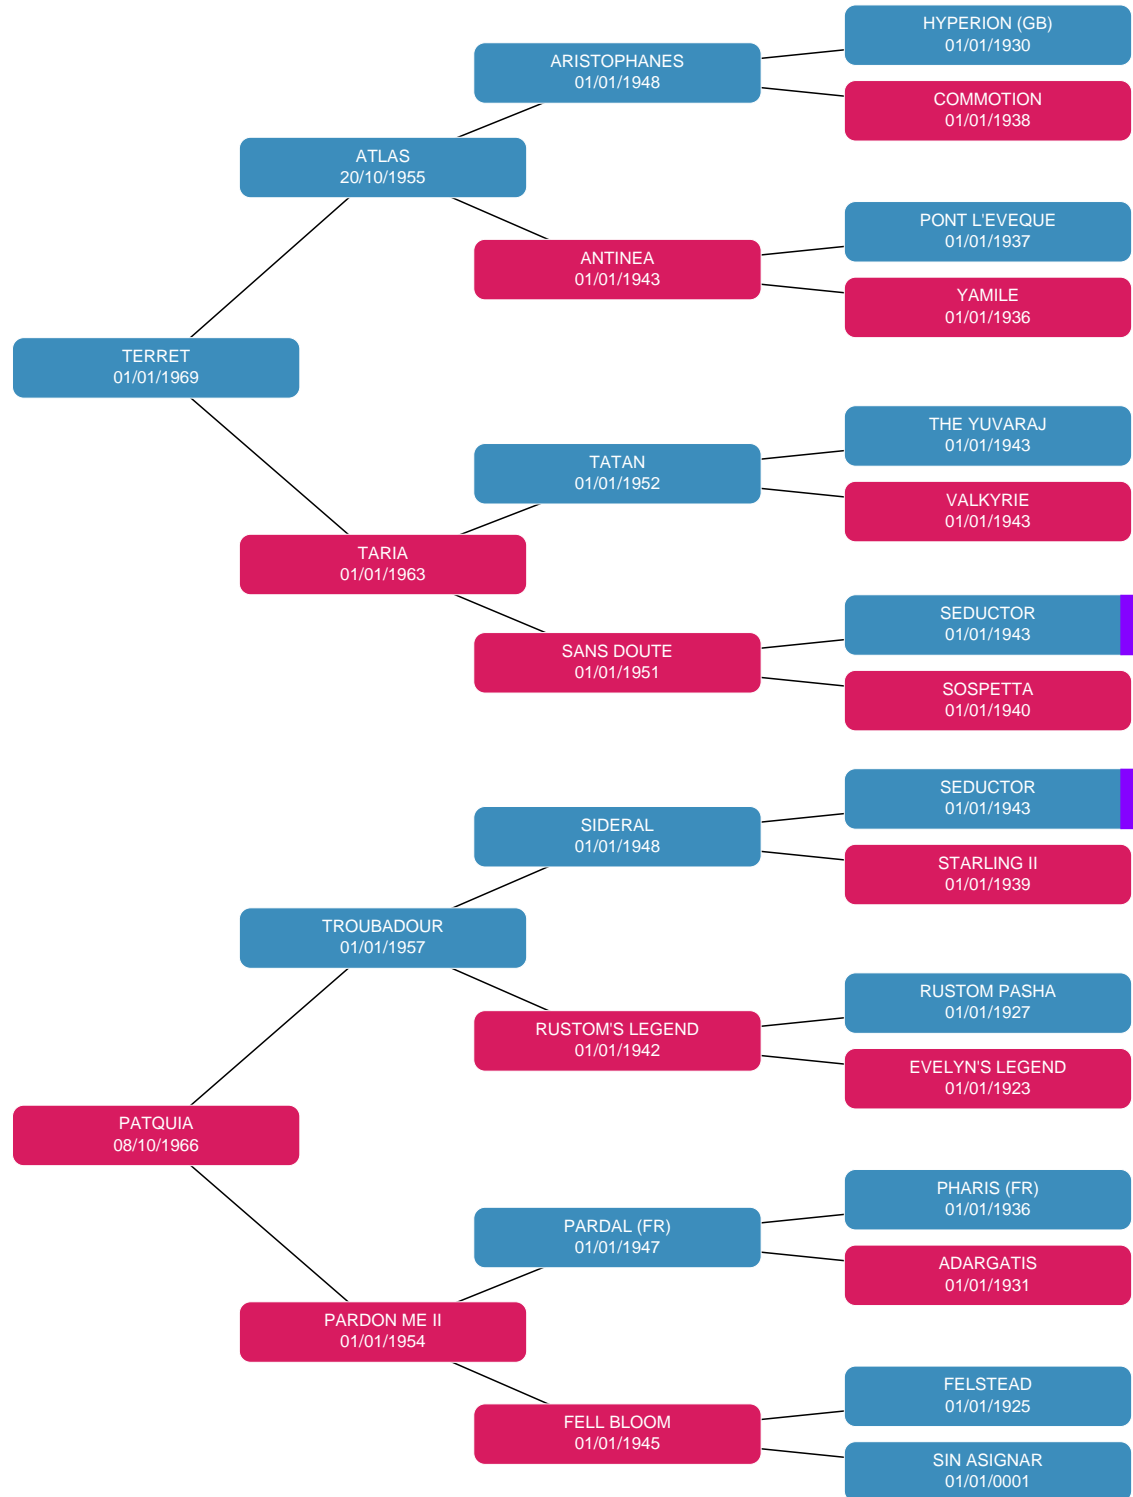 HYPERION (GB)
01/01/1930
ARISTOPHANES
01/01/1948
COMMOTION
01/01/1938
ATLAS
20/10/1955
PONT L'EVEQUE
01/01/1937
ANTINEA
01/01/1943
YAMILE
01/01/1936
TERRET
01/01/1969
THE YUVARAJ
01/01/1943
TATAN
01/01/1952
VALKYRIE
01/01/1943
TARIA
01/01/1963
SEDUCTOR
01/01/1943
SANS DOUTE
01/01/1951
SOSPETTA
01/01/1940
SEDUCTOR
01/01/1943
SIDERAL
01/01/1948
STARLING II
01/01/1939
TROUBADOUR
01/01/1957
RUSTOM PASHA
01/01/1927
RUSTOM'S LEGEND
01/01/1942
EVELYN'S LEGEND
01/01/1923
PATQUIA
08/10/1966
PHARIS (FR)
01/01/1936
PARDAL (FR)
01/01/1947
ADARGATIS
01/01/1931
PARDON ME II
01/01/1954
FELSTEAD
01/01/1925
FELL BLOOM
01/01/1945
SIN ASIGNAR
01/01/0001